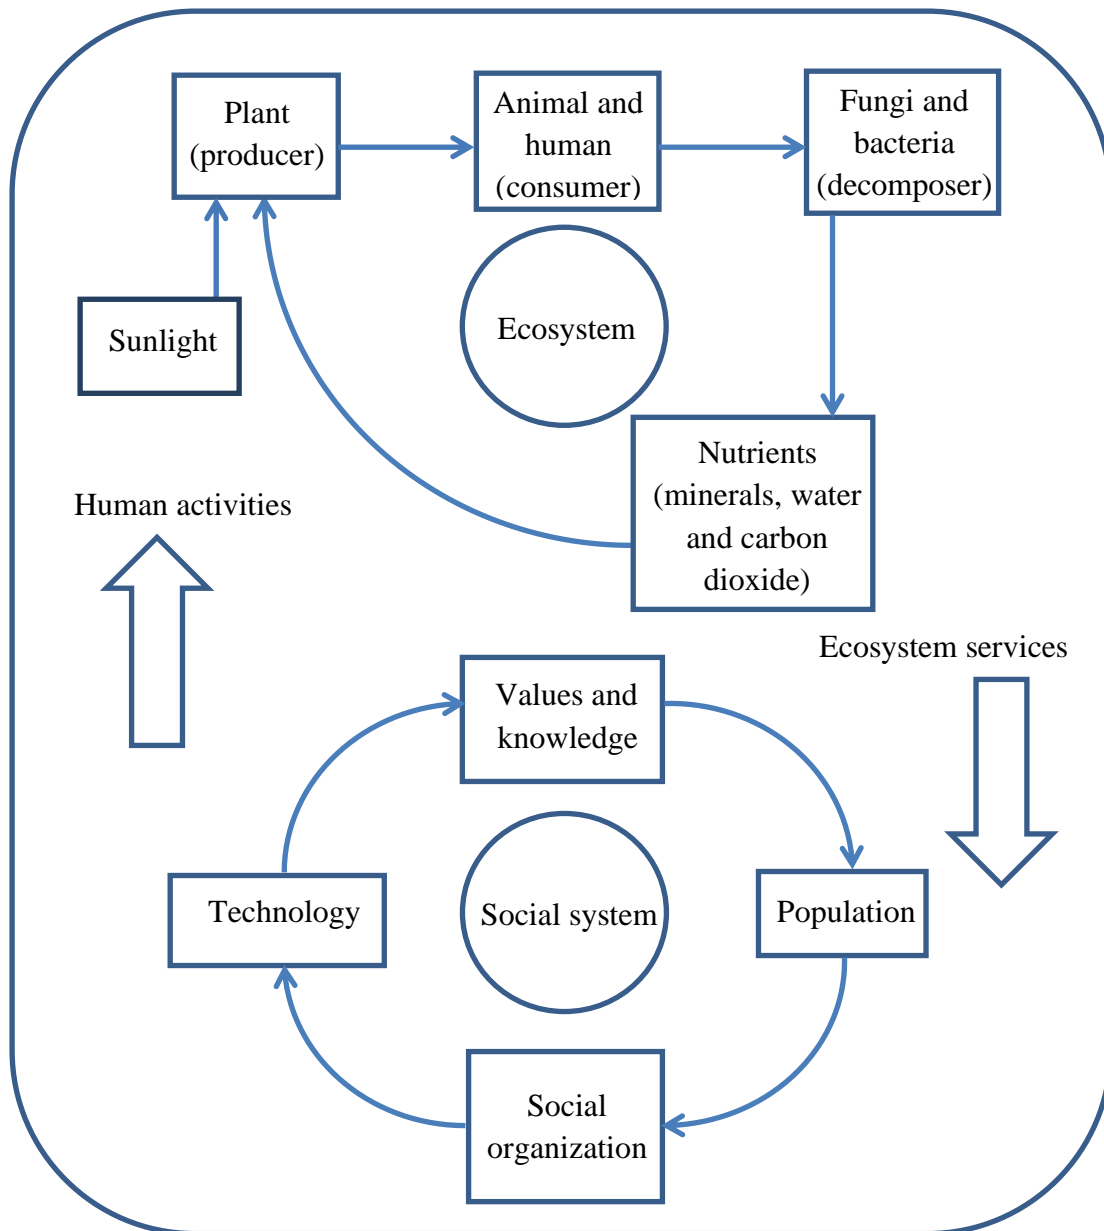 Plant
(producer)
Animal and
human
(consumer)
Fungi and
bacteria
(decomposer)
Sunlight
Ecosystem
Nutrients
(minerals, water
and carbon
dioxide)
Human activities
Ecosystem services
Values and
knowledge
Technology
Social system
Population
Social
organization